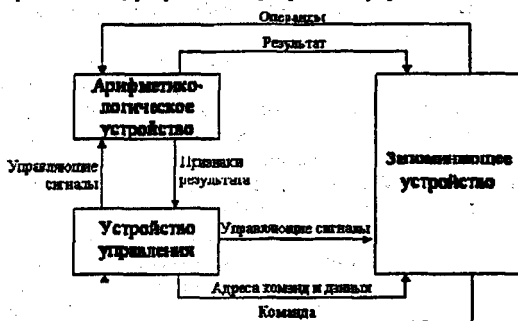 Операнды
Результат
Арифметико-
логическое
устройство
Запоминающее
устройство
Управляющие
сигналы
Признаки
результата
Устройство
управления
Управляющие сигналы
Адреса команд и данных
Команда